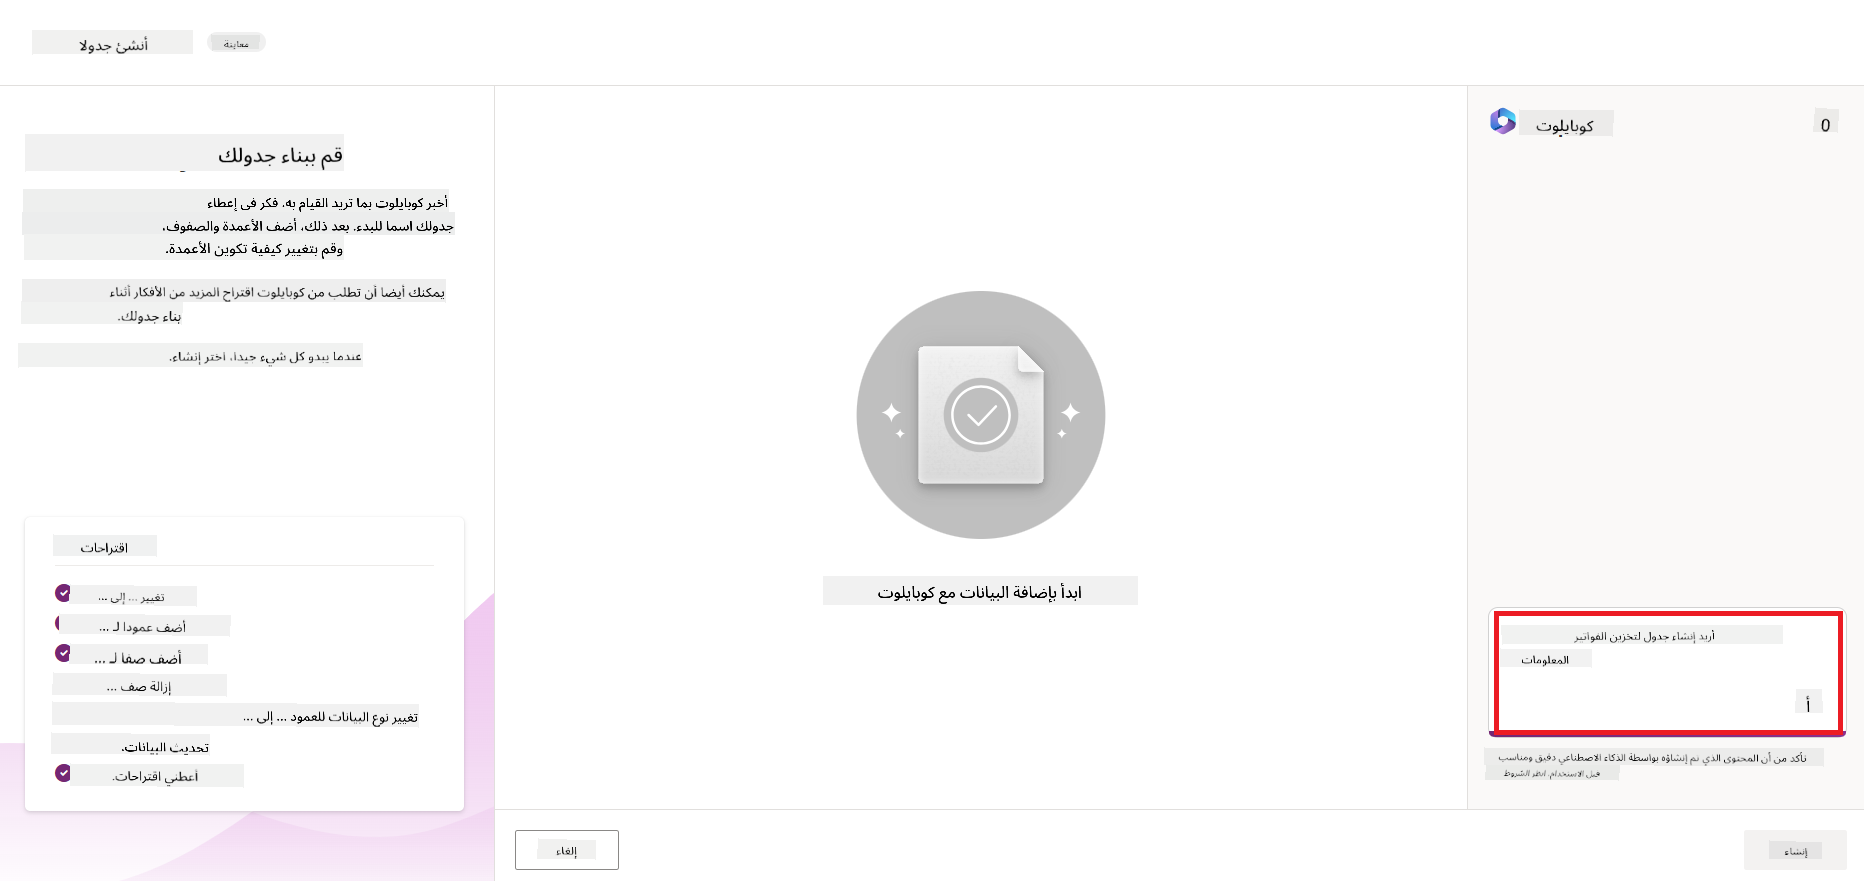 أنشئ جدولا
معاينة
قم ببناء جدولك
أخبر كوبايلوت بما تريد القيام به. فكر في إعطاء
جدولك اسما للبدء. بعد ذلك، أضف الأعمدة والصفوف،
وقم بتغيير كيفية تكوين الأعمدة.
يمكنك أيضا أن تطلب من كوبايلوت اقتراح المزيد من الأفكار أثناء
بناء جدولك.
عندما يبدو كل شيء جيدا، اختر إنشاء.
اقتراحات
تغيير ... إلى ...
أضف عمودا لـ ...
أضف صفا لـ ...
إزالة صف ...
تغيير نوع البيانات للعمود ... إلى ...
تحديث البيانات.
أعطني اقتراحات.
ابدأ بإضافة البيانات مع كوبايلوت
كوبايلوت
0
أريد إنشاء جدول لتخزين الفواتير
المعلومات
أ
تأكد من أن المحتوى الذي تم إنشاؤه بواسطة الذكاء الاصطناعي دقيق ومناسب
قبل الاستخدام. انظر الشروط
إلغاء
إنشاء